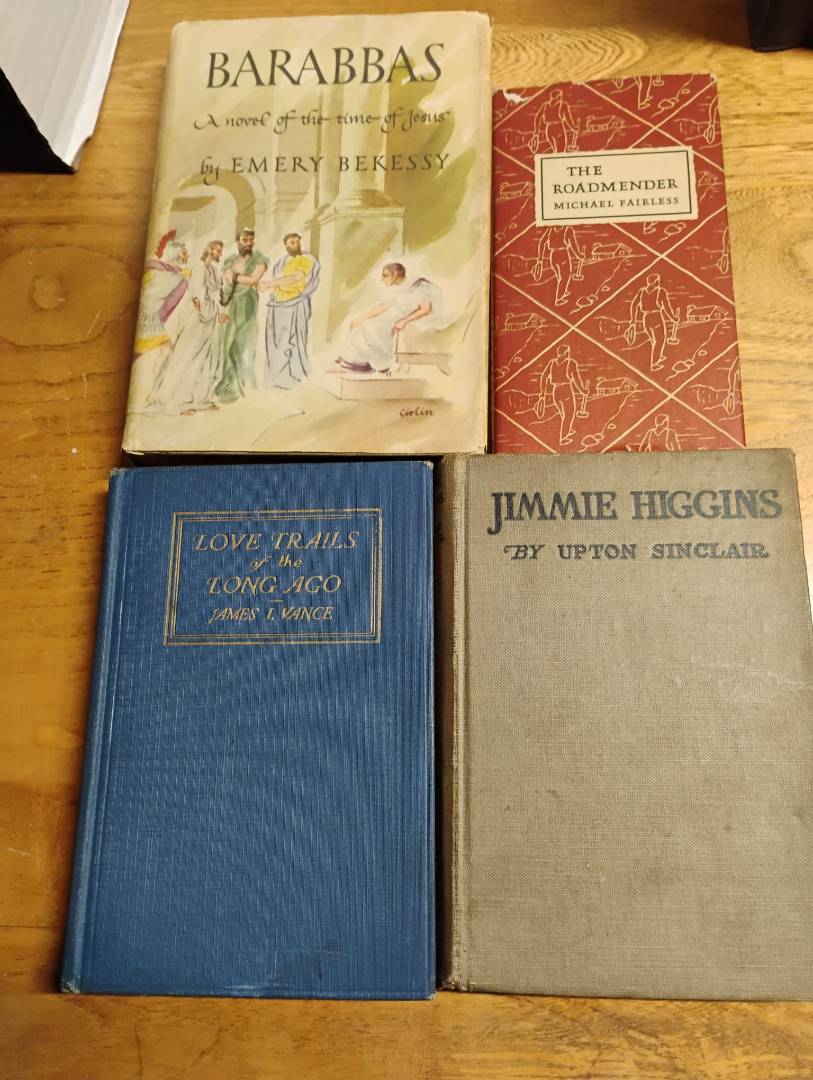 BARABBAS
A novel of the time of Jesus
by EMERY BEKESSY
Civlin
THE
ROADMENDER
MICHAEL FAIRLESS
LOVE TRAILS
of the
LONG AGO
JAMES I. VANCE
JIMMIE HIGGINS
BY UPTON SINCLAIR